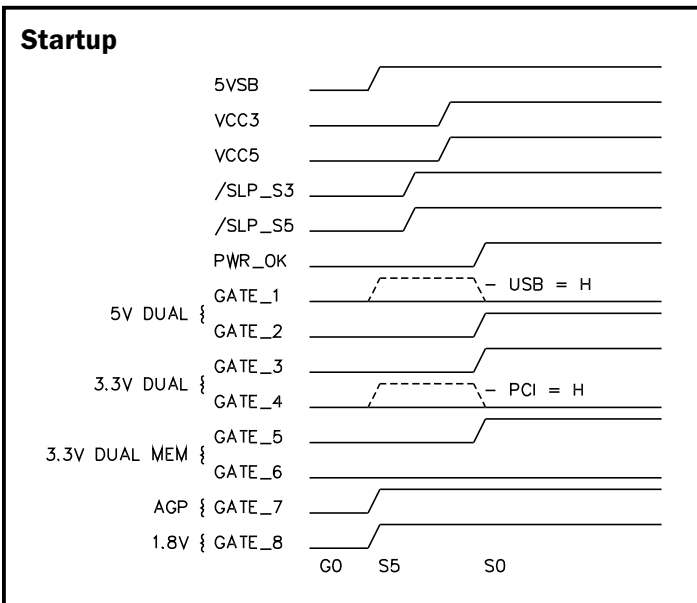 Startup
5VSB
VCC3
VCC5
/SLP_S3
/SLP_S5
PWR_OK
GATE_1
USB = H
5V DUAL {
GATE_2
GATE_3
3.3V DUAL {
PCI = H
GATE_4
GATE_5
3.3V DUAL MEM {
GATE_6
AGP { GATE_7
1.8V { GATE_8
G0 S5 S0